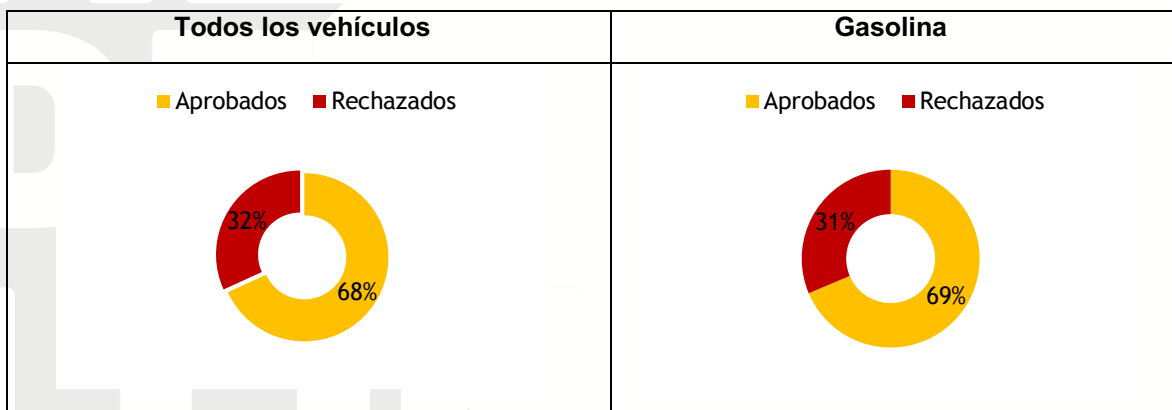 Todos los vehículos
Gasolina
Aprobados Rechazados
32%
68%
Aprobados Rechazados
31%
69%